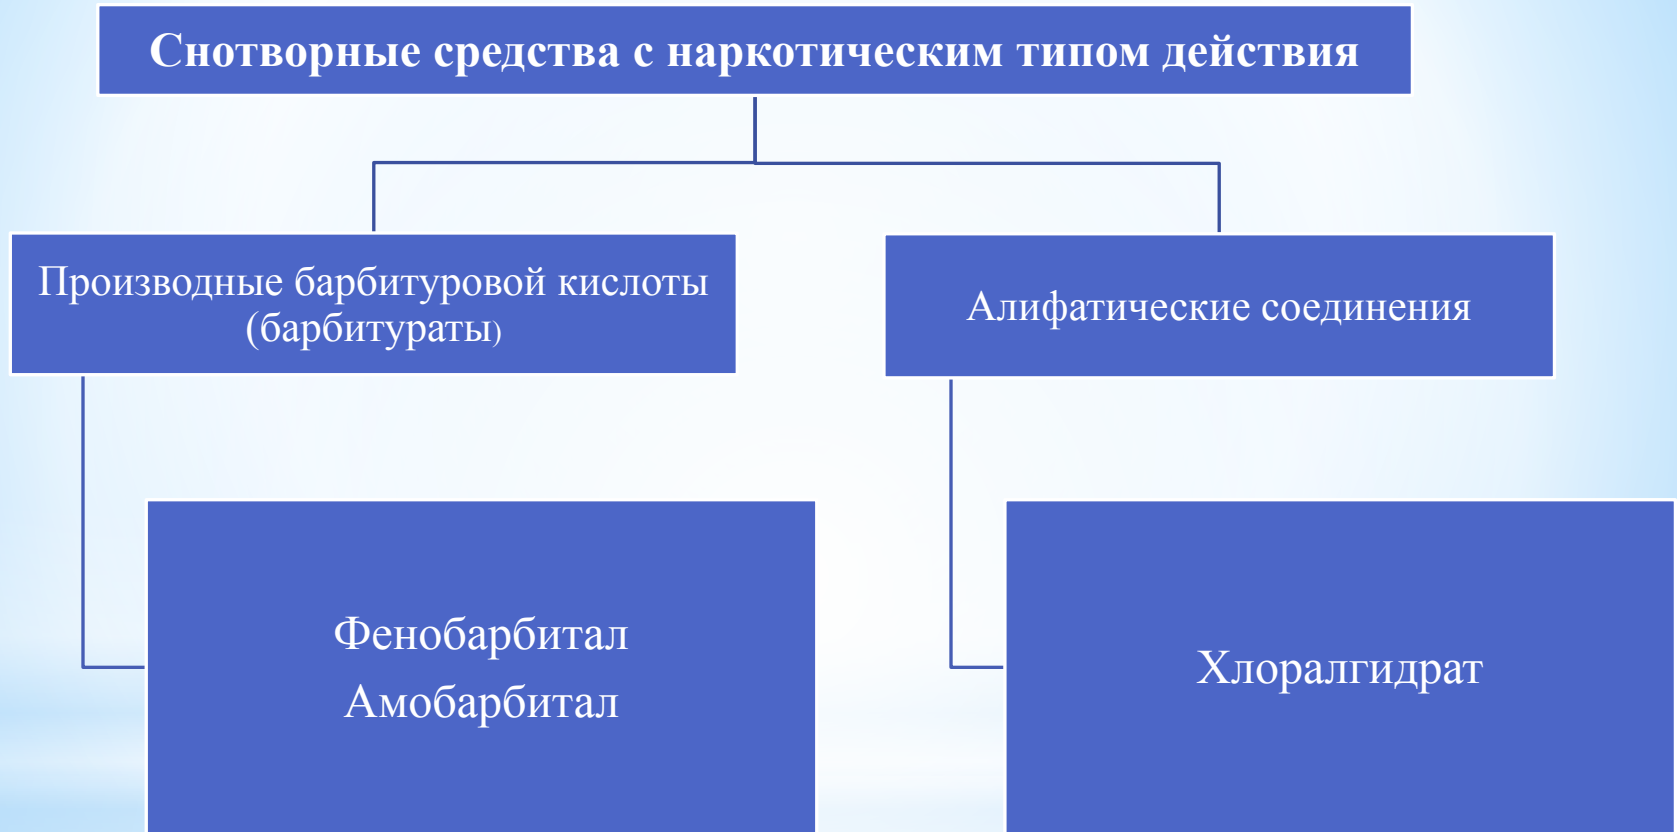 Снотворные средства с наркотическим типом действия
Производные барбитуровой кислоты
(барбитураты)
Алифатические соединения
Фенобарбитал
Амобарбитал
Хлоралгидрат